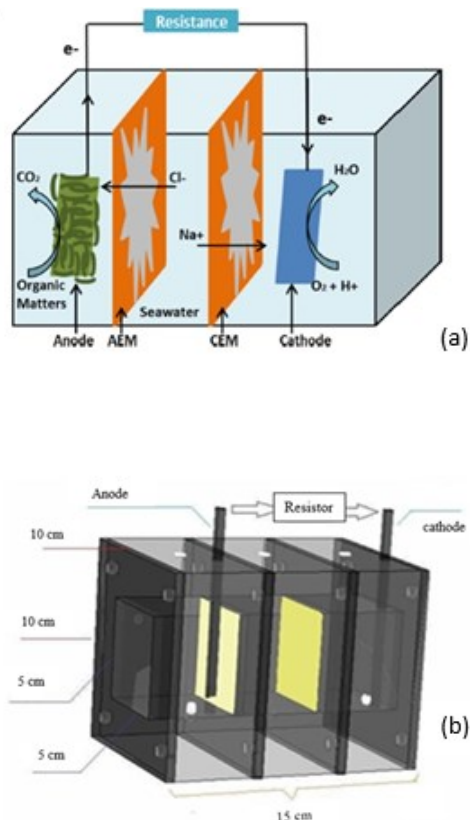 Resistance
e-
e-
CO₂
Cl-
H₂O
Na+
Organic
Matters
O₂ + H+
Seawater
Anode
AEM
CEM
Cathode
(a)
Anode
Resistor
cathode
10 cm
10 cm
5 cm
5 cm
(b)
15 cm